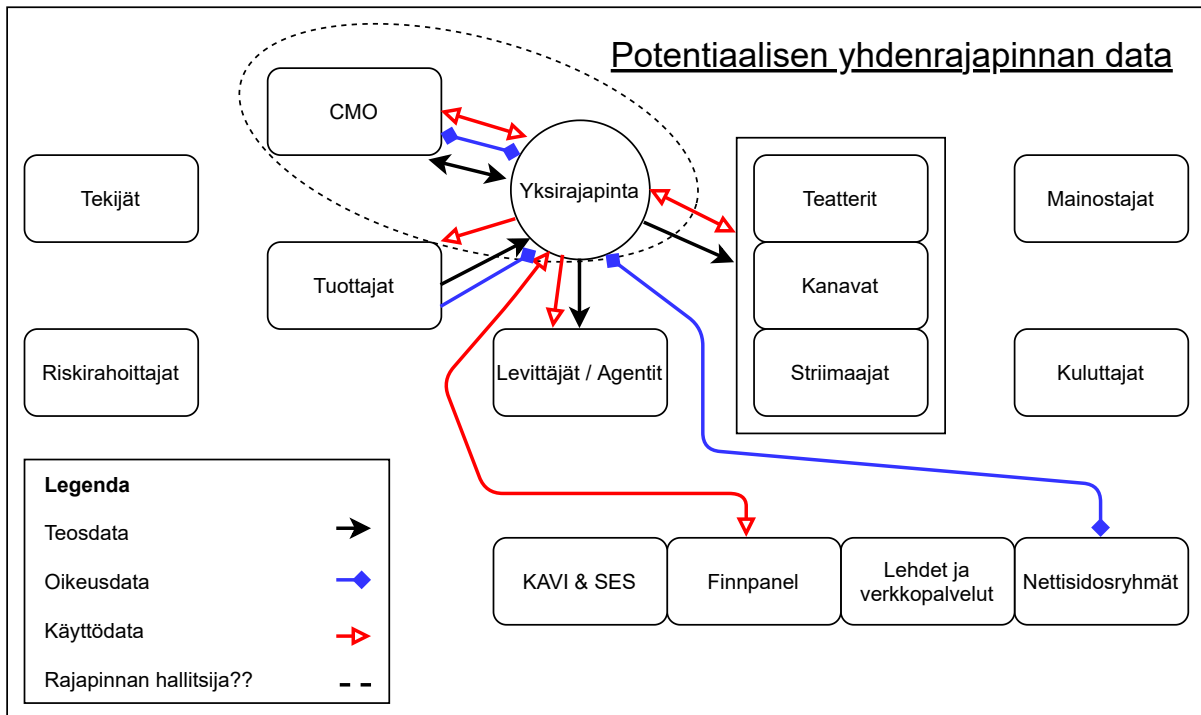 Potentiaalisen yhdenrajapinnan data
CMO
Yksirajapinta
Tekijät
Teatterit
Mainostajat
Tuottajat
Kanavat
Riskirahoittajat
Levittäjät / Agentit
Striimaajat
Kuluttajat
Legenda
Teosdata
Oikeusdata
Käyttödata
Rajapinnan hallitsija??
KAVI & SES
Finnpanel
Lehdet ja
verkkopalvelut
Nettisidosryhmät